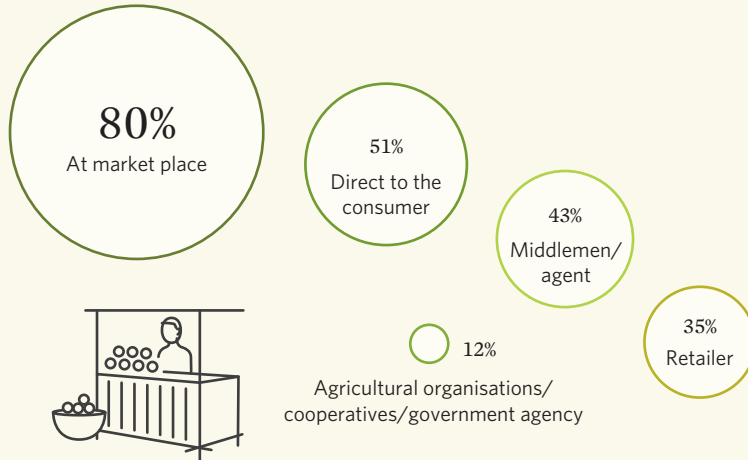 80%
At market place
51%
Direct to the
consumer
43%
Middlemen/
agent
35%
Retailer
12%
Agricultural organisations/
cooperatives/government agency